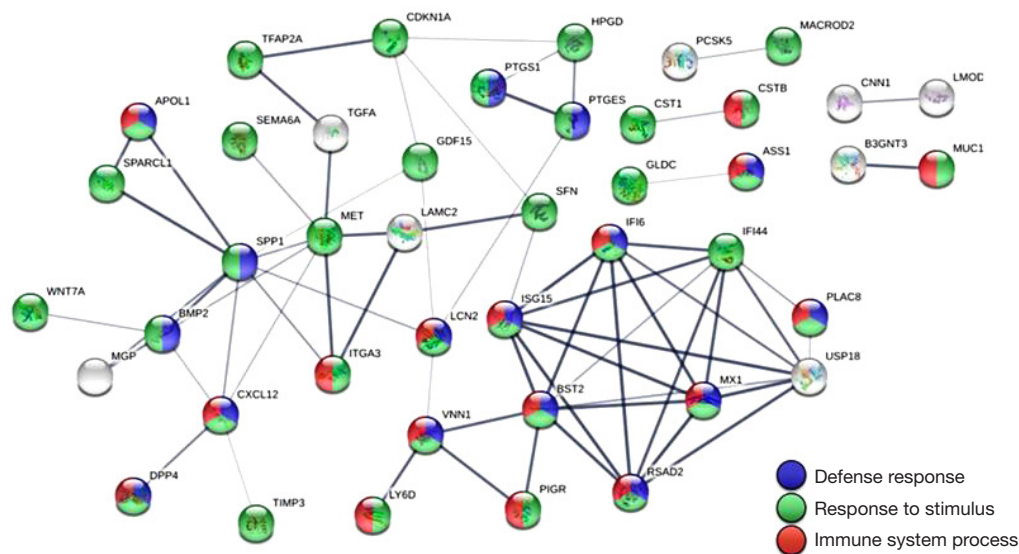 CDKN1A
HPGD
TFAP2A
PCSK5
MACROD2
PTGS1
CNN1
LMOD
APOL1
SEMA6A
TGFA
PTGES
CST1
CSTB
SPARCL1
GDF15
GLDC
ASS1
B3GNT3
MUC1
SFN
MET
LAMC2
SPP1
IFI6
IFI44
WNT7A
BMP2
LCN2
ISG15
PLAC8
MGP
ITGA3
USP18
CXCL12
BST2
MX1
VNN1
DPP4
TIMP3
LY6D
PIGR
RSAD2
Defense response
Response to stimulus
Immune system process